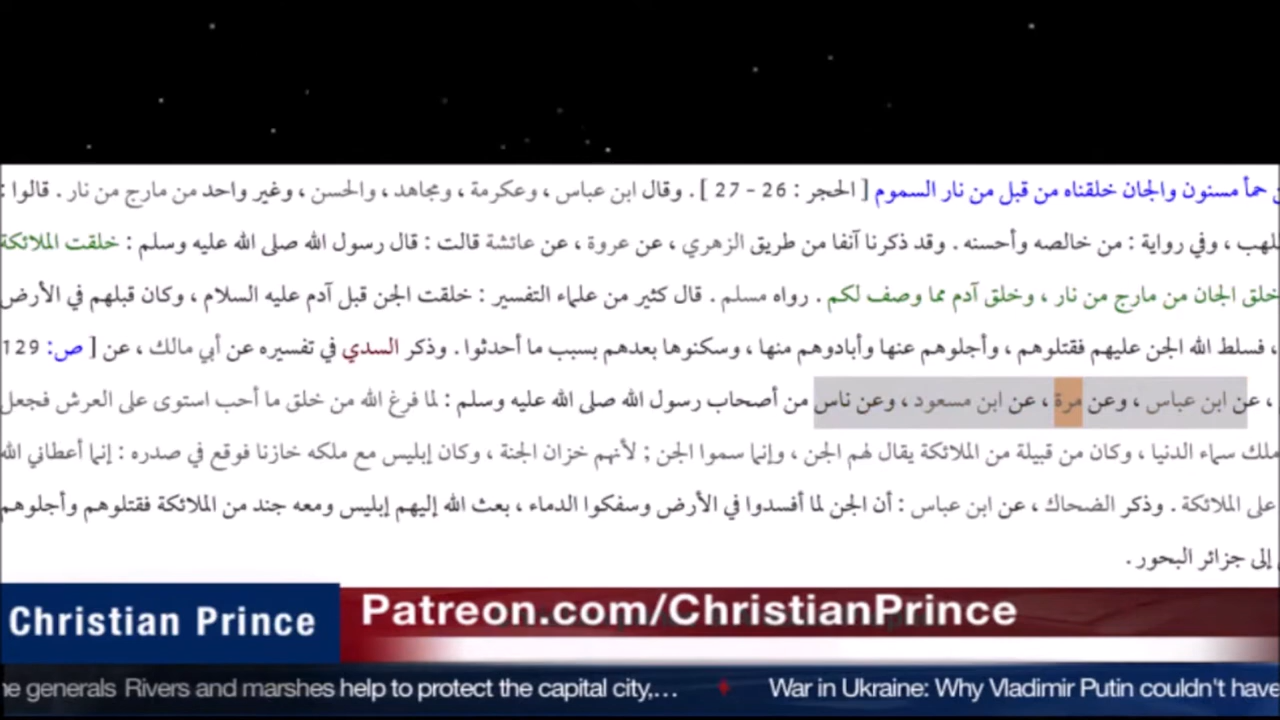 حمأ مسنون والجان خلقناه من قبل من نار السموم [ الحجر : 26 - 27 ] . وقال ابن عباس ، وعكرمة ، ومجاهد ، والحسن ، وغير واحد من مارج من نار . قالوا :
لهب ، وفي رواية : من خالصه وأحسنه . وقد ذكرنا آنفا من طريق الزهري ، عن عروة ، عن عائشة قالت : قال رسول الله صلى الله عليه وسلم : خلقت الملائكة
خلق الجان من مارج من نار ، وخلق آدم مما وصف لكم . رواه مسلم . قال كثير من علماء التفسير : خلقت الجن قبل آدم عليه السلام ، وكان قبلهم في الأرض
، فسلط الله الجن عليهم فقتلوهم ، وأجلوهم عنها وأبادوهم منها ، وسكنوها بعدهم بسبب ما أحدثوا . وذكر السدي في تفسيره عن أبي مالك ، عن [ ص: 129
، عن ابن عباس ، وعن مرة ، عن ابن مسعود ، وعن ناس من أصحاب رسول الله صلى الله عليه وسلم : لما فرغ الله من خلق ما أحب استوى على العرش فجعل
ملك سماء الدنيا ، وكان من قبيلة من الملائكة يقال لهم الجن ، وإنما سموا الجن ; لأنهم خزان الجنة ، وكان إبليس مع ملكه خازنا فوقع في صدره : إنما أعطاني الله
على الملائكة . وذكر الضحاك ، عن ابن عباس : أن الجن لما أفسدوا في الأرض وسفكوا الدماء ، بعث الله إليهم إبليس ومعه جند من الملائكة فقتلوهم وأجلوهم
إلى جزائر البحور .
Christian Prince
Patreon.com/ChristianPrince
he generals Rivers and marshes help to protect the capital city,... War in Ukraine: Why Vladimir Putin couldn't have